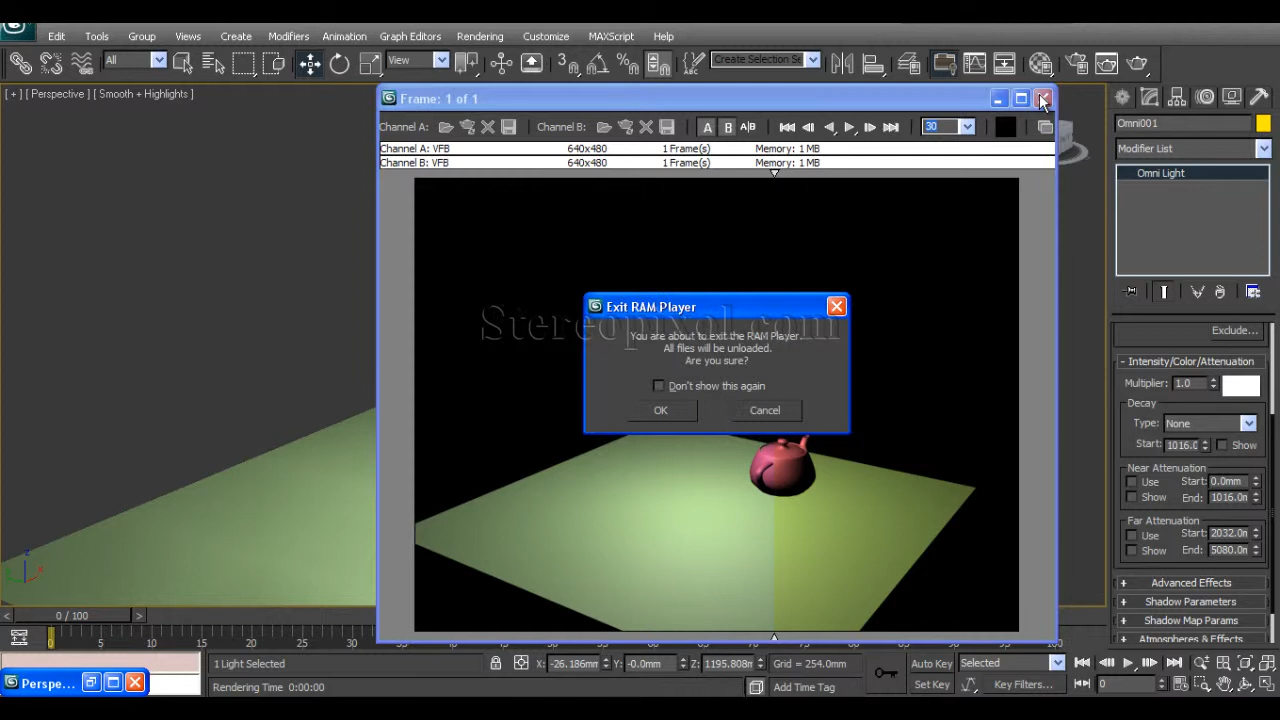 Edit Tools Group Views Create Modifiers Animation Graph Editors Rendering Customize MAXScript Help
All View 3 Create Selection Se
[ + ] [ Perspective ] [ Smooth + Highlights ]
Frame: 1 of 1
Channel A: Channel B: A B A|B 30
Channel A: VFB 640x480 1 Frame(s) Memory: 1 MB
Channel B: VFB 640x480 1 Frame(s) Memory: 1 MB
Omni001
Modifier List
Omni Light
Stereopixol.com
Exit RAM Player
You are about to exit the RAM Player.
All files will be unloaded.
Are you sure?
Don't show this again
OK Cancel
Exclude...
- Intensity/Color/Attenuation
Multiplier: 1.0
Decay
Type: None
Start: 1016.0 Show
Near Attenuation
Use Start: 0.0mm
Show End: 1016.0m
Far Attenuation
Use Start: 2032.0m
Show End: 5080.0m
+ Advanced Effects
+ Shadow Parameters
+ Shadow Map Params
+ Atmospheres & Effects
z x
< 0 / 100 >
0 5 10 15 20 25 30 100
1 Light Selected X: -26.186mm Y: -0.0mm Z: 1195.808m Grid = 254.0mm Auto Key Selected
Perspe... Rendering Time 0:00:00 Add Time Tag Set Key Key Filters... 0